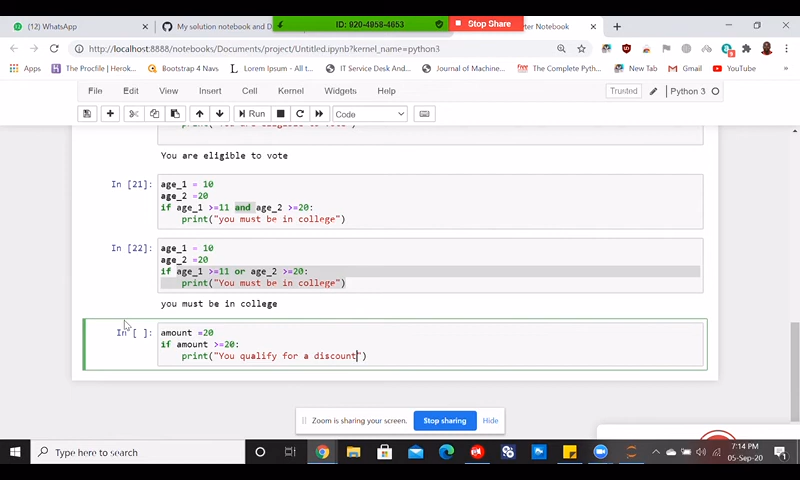 (12) WhatsApp
My solution notebook and D
ID: 920-4958-4653
Stop Share
ter Notebook
http://localhost:8888/notebooks/Documents/project/Untitled.ipynb?kernel_name=python3
Apps
The Procfile | Herok...
Bootstrap 4 Navs
Lorem Ipsum - All t...
IT Service Desk And...
Journal of Machine...
The Complete Pyth...
New Tab
Gmail
YouTube
File Edit View Insert Cell Kernel Widgets Help
Trusted
Python 3
Run
Code
You are eligible to vote
In [21]:
age_1 = 10
age_2 =20
if age_1 >=11 and age_2 >=20:
print("you must be in college")
In [22]:
age_1 = 10
age_2 =20
if age_1 >=11 or age_2 >=20:
print("You must be in college")
you must be in college
In [ ]:
amount =20
if amount >=20:
print("You qualify for a discount")
Zoom is sharing your screen.
Stop sharing
Hide
Type here to search
7:14 PM
05-Sep-20